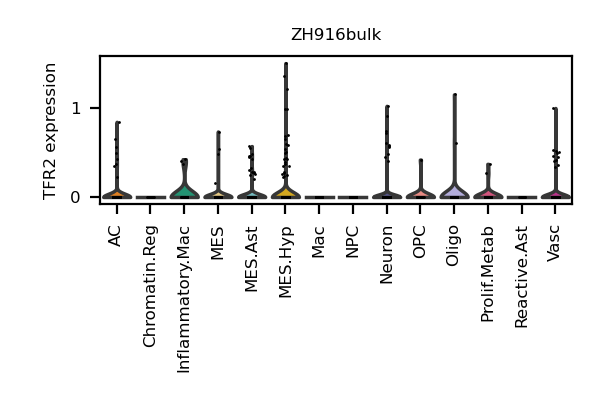 ZH916bulk
TFR2 expression
1
0
AC
Chromatin.Reg
Inflammatory.Mac
MES
MES.Ast
MES.Hyp
Mac
NPC
Neuron
OPC
Oligo
Prolif.Metab
Reactive.Ast
Vasc